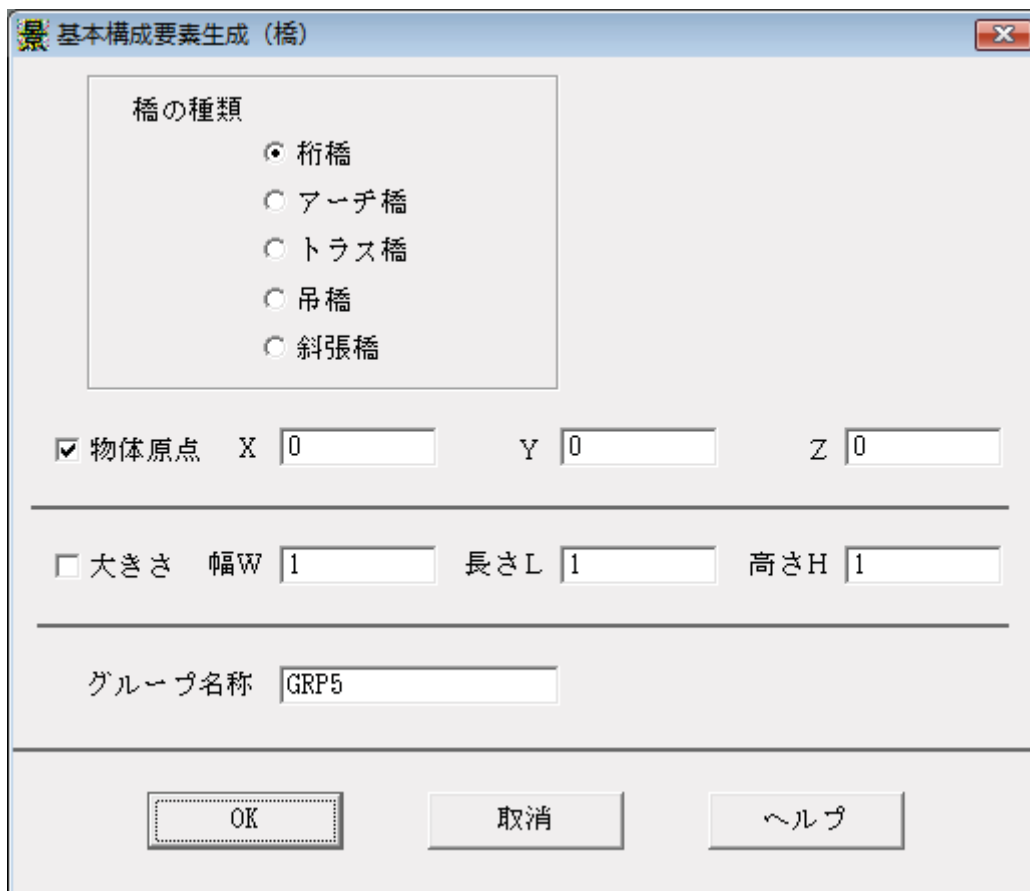 景 基本構成要素生成（橋）
橋の種類
桁橋
アーチ橋
トラス橋
吊橋
斜張橋
物体原点 X 0 Y 0 Z 0
大きさ 幅W 1 長さL 1 高さH 1
グループ名称 GRP5
OK 取消 ヘルプ